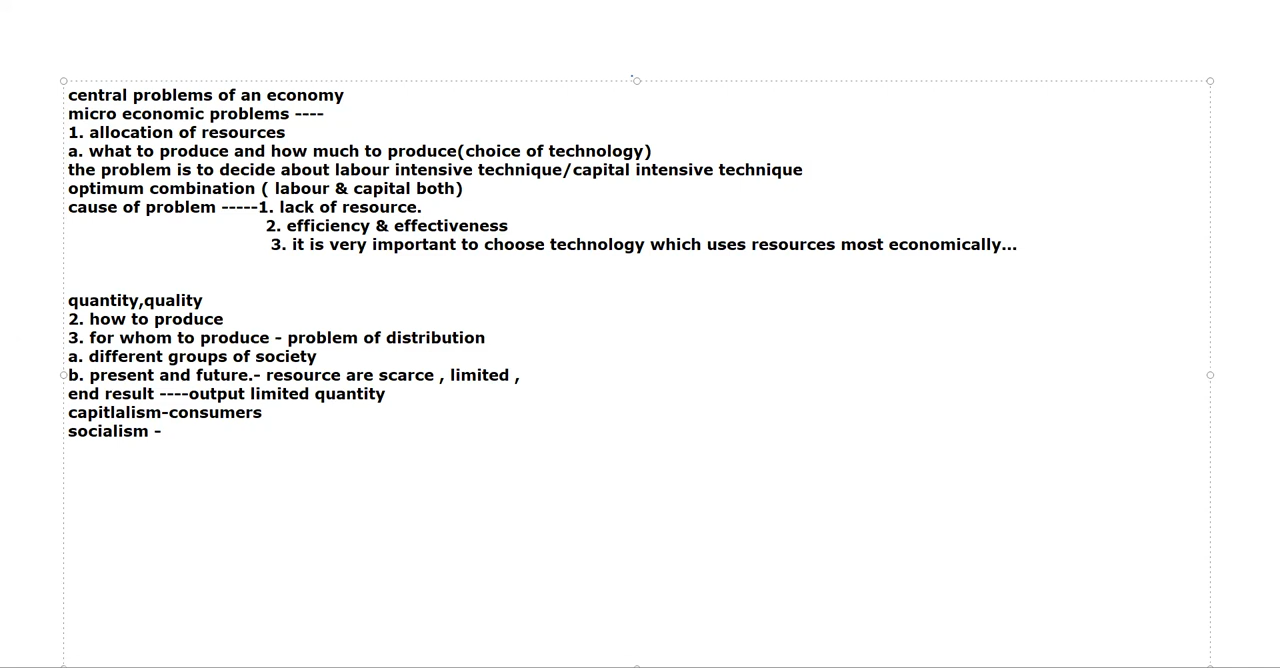 central problems of an economy
micro economic problems ----
1. allocation of resources
a. what to produce and how much to produce(choice of technology)
the problem is to decide about labour intensive technique/capital intensive technique
optimum combination ( labour & capital both)
cause of problem -----1. lack of resource.
2. efficiency & effectiveness
3. it is very important to choose technology which uses resources most economically...
quantity,quality
2. how to produce
3. for whom to produce - problem of distribution
a. different groups of society
b. present and future.- resource are scarce , limited ,
end result ----output limited quantity
capitlalism-consumers
socialism -